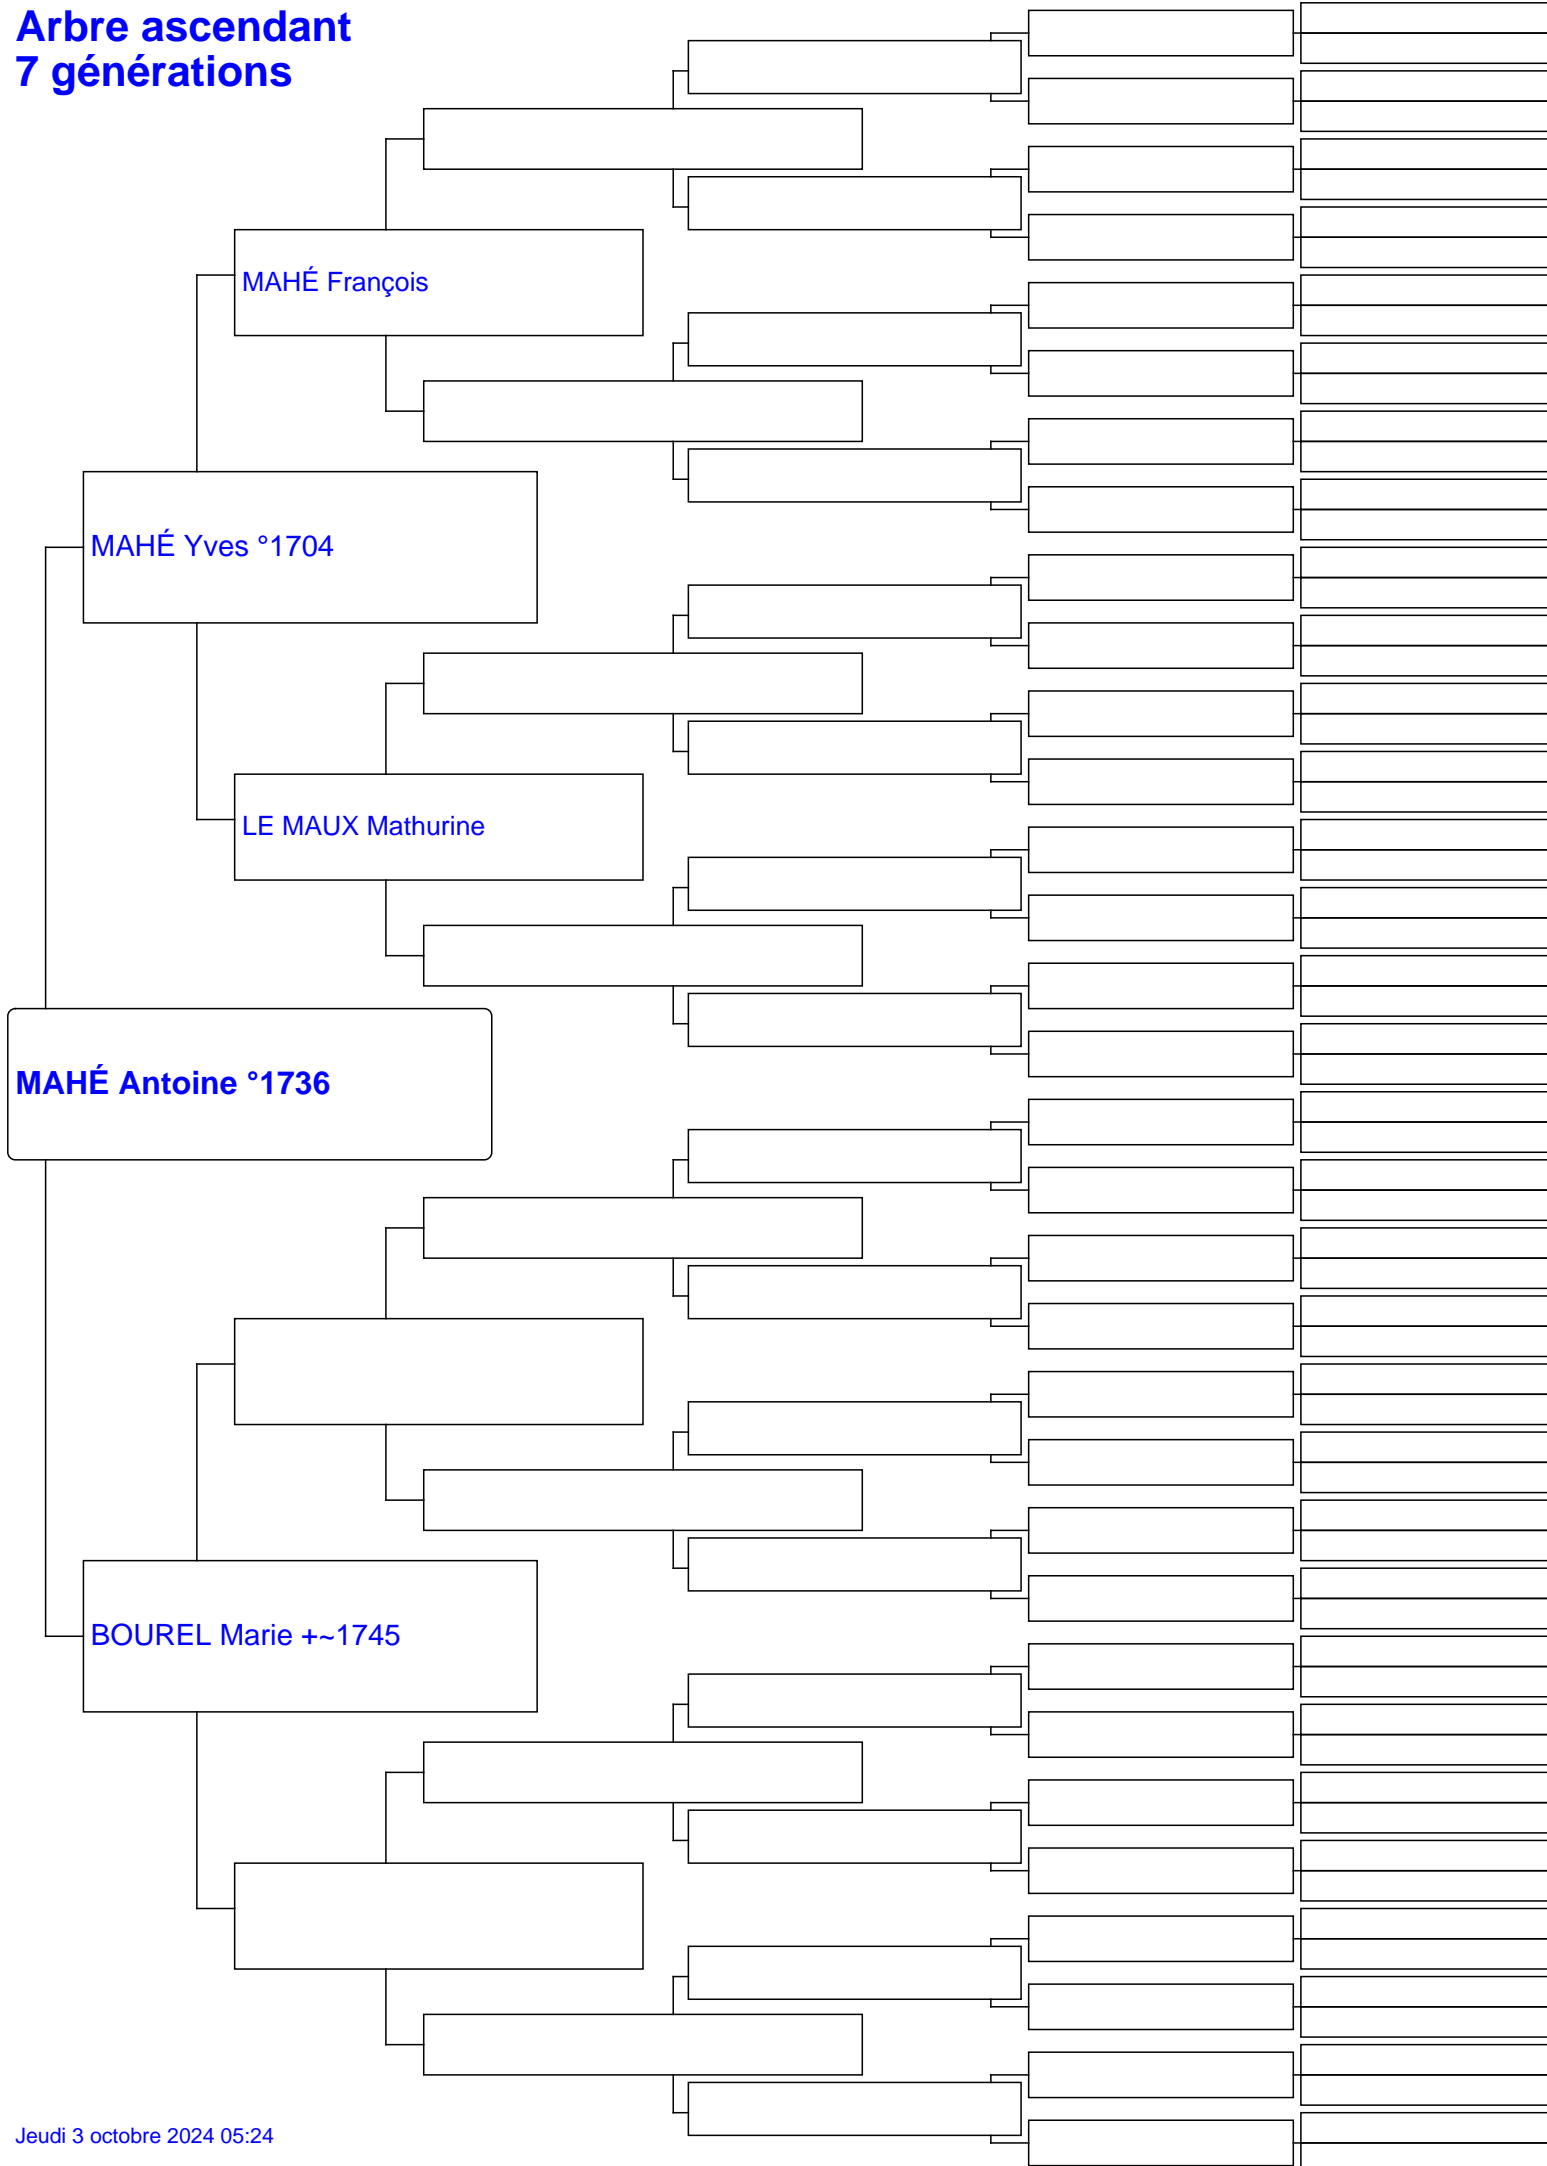 Arbre ascendant
7 générations
MAHÉ François
MAHÉ Yves °1704
LE MAUX Mathurine
MAHÉ Antoine °1736
BOUREL Marie +~1745
Jeudi 3 octobre 2024 05:24